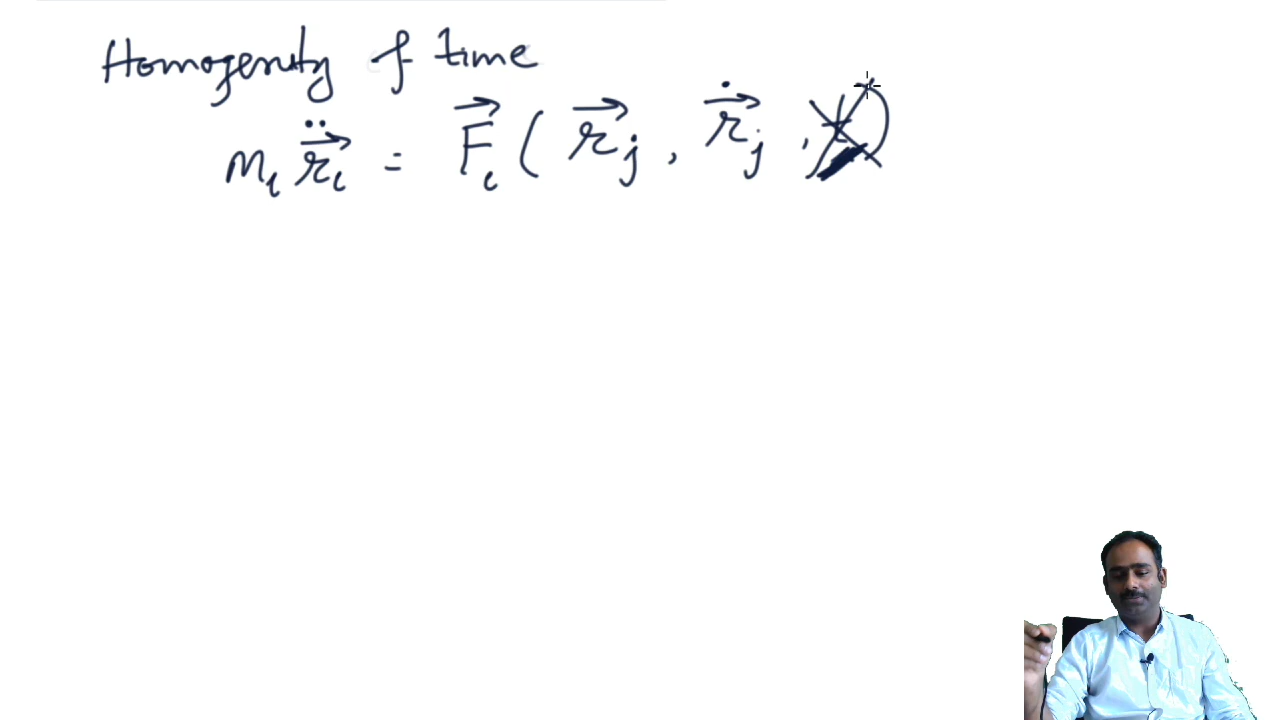 Homogenity of time
m_i \ddot{\vec{r}}_i = \vec{F}_i ( \vec{r}_j , \dot{\vec{r}}_j , t )